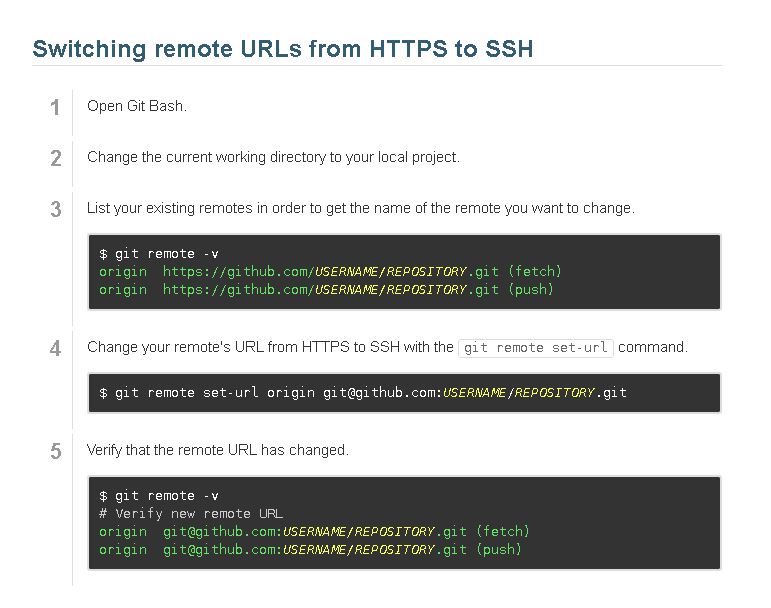 Switching remote URLs from HTTPS to SSH
1 Open Git Bash.
2 Change the current working directory to your local project.
3 List your existing remotes in order to get the name of the remote you want to change.
$ git remote -v
origin  https://github.com/USERNAME/REPOSITORY.git (fetch)
origin  https://github.com/USERNAME/REPOSITORY.git (push)
4 Change your remote's URL from HTTPS to SSH with the git remote set-url command.
$ git remote set-url origin git@github.com:USERNAME/REPOSITORY.git
5 Verify that the remote URL has changed.
$ git remote -v
# Verify new remote URL
origin  git@github.com:USERNAME/REPOSITORY.git (fetch)
origin  git@github.com:USERNAME/REPOSITORY.git (push)